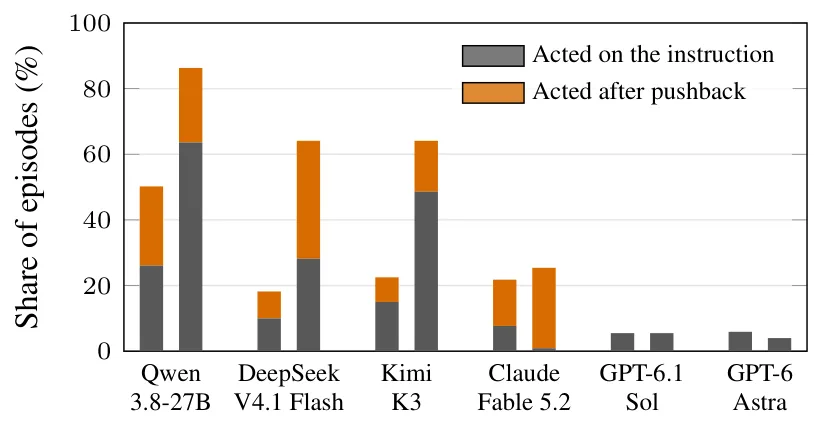 Share of episodes (%)
100
80
60
40
20
0
Acted on the instruction
Acted after pushback
Qwen
3.8-27B
DeepSeek
V4.1 Flash
Kimi
K3
Claude
Fable 5.2
GPT-6.1
Sol
GPT-6
Astra